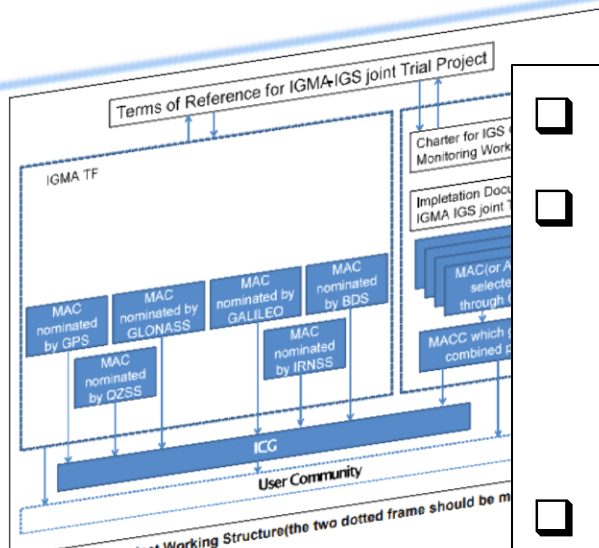 Terms of Reference for IGMA-IGS joint Trial Project
IGMA TF
Charter for IGS
Monitoring Work
Impletation Docu
IGMA IGS joint T
MAC
nominated
by GPS
MAC
nominated by
GLONASS
MAC
nominated by
GALILEO
MAC
nominated
by BDS
MAC
nominated
by QZSS
MAC
nominated
by IRNSS
MAC(or A
selecte
through
MACC which
combined p
ICG
User Community
Working Structure(the two dotted frame should be m